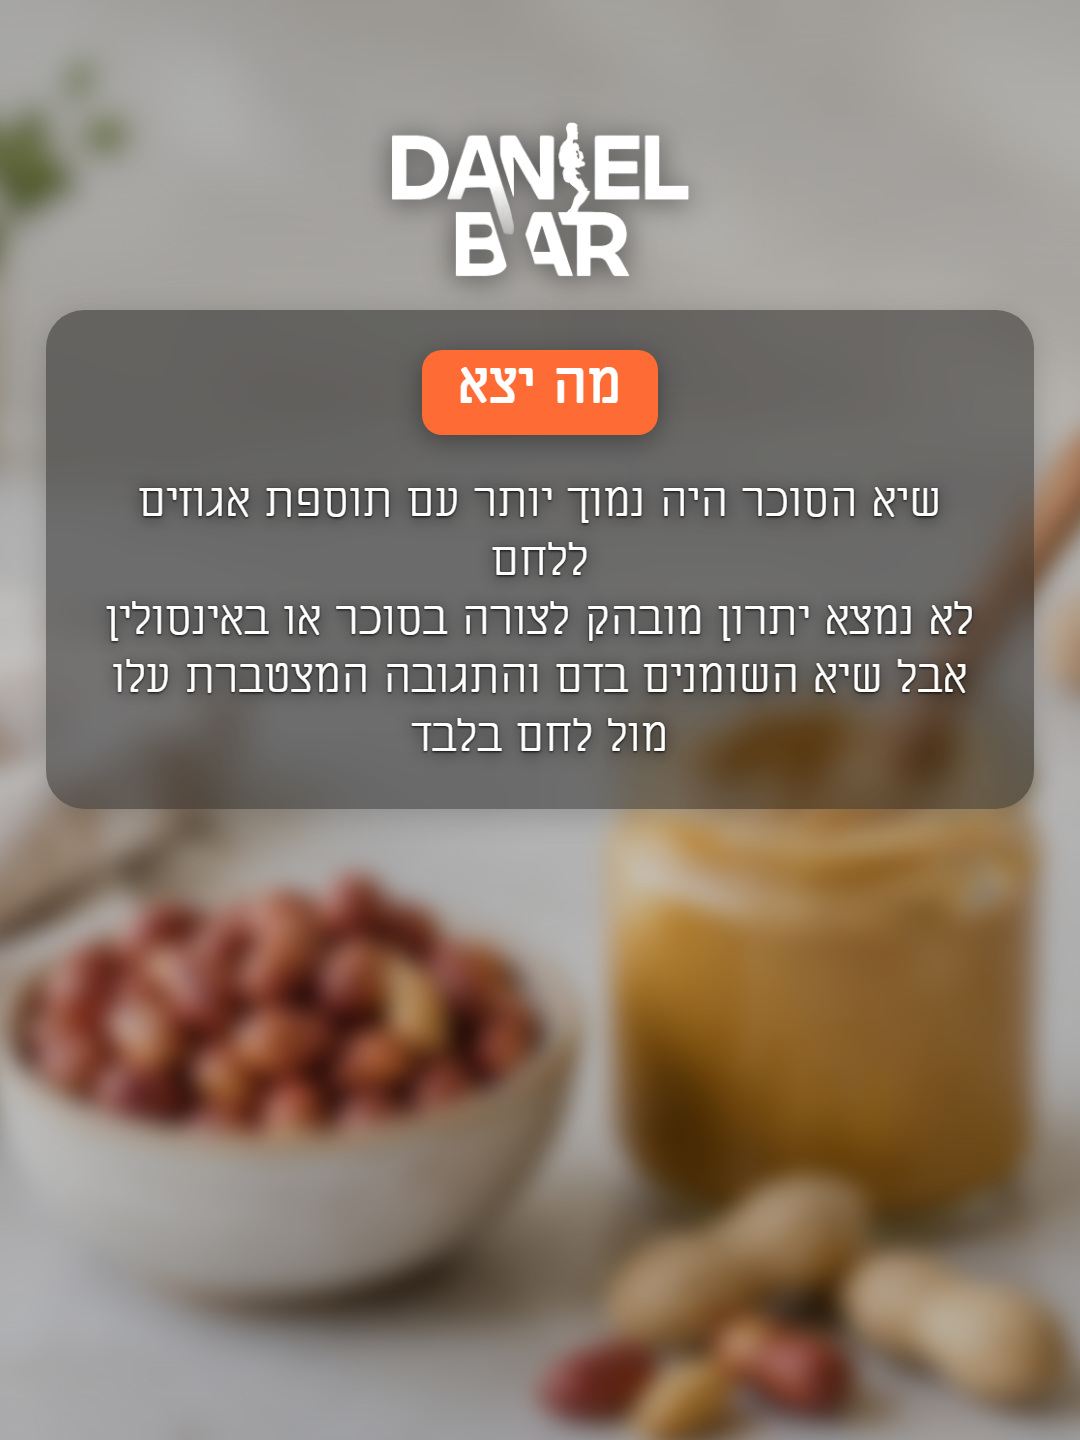 DANIEL
BAR
מה יצא
שיא הסוכר היה נמוך יותר עם תוספת אגוזים
ללחם
לא נמצא יתרון מובהק לצורה בסוכר או באינסולין
אבל שיא השומנים בדם והתגובה המצטברת עלו
מול לחם בלבד